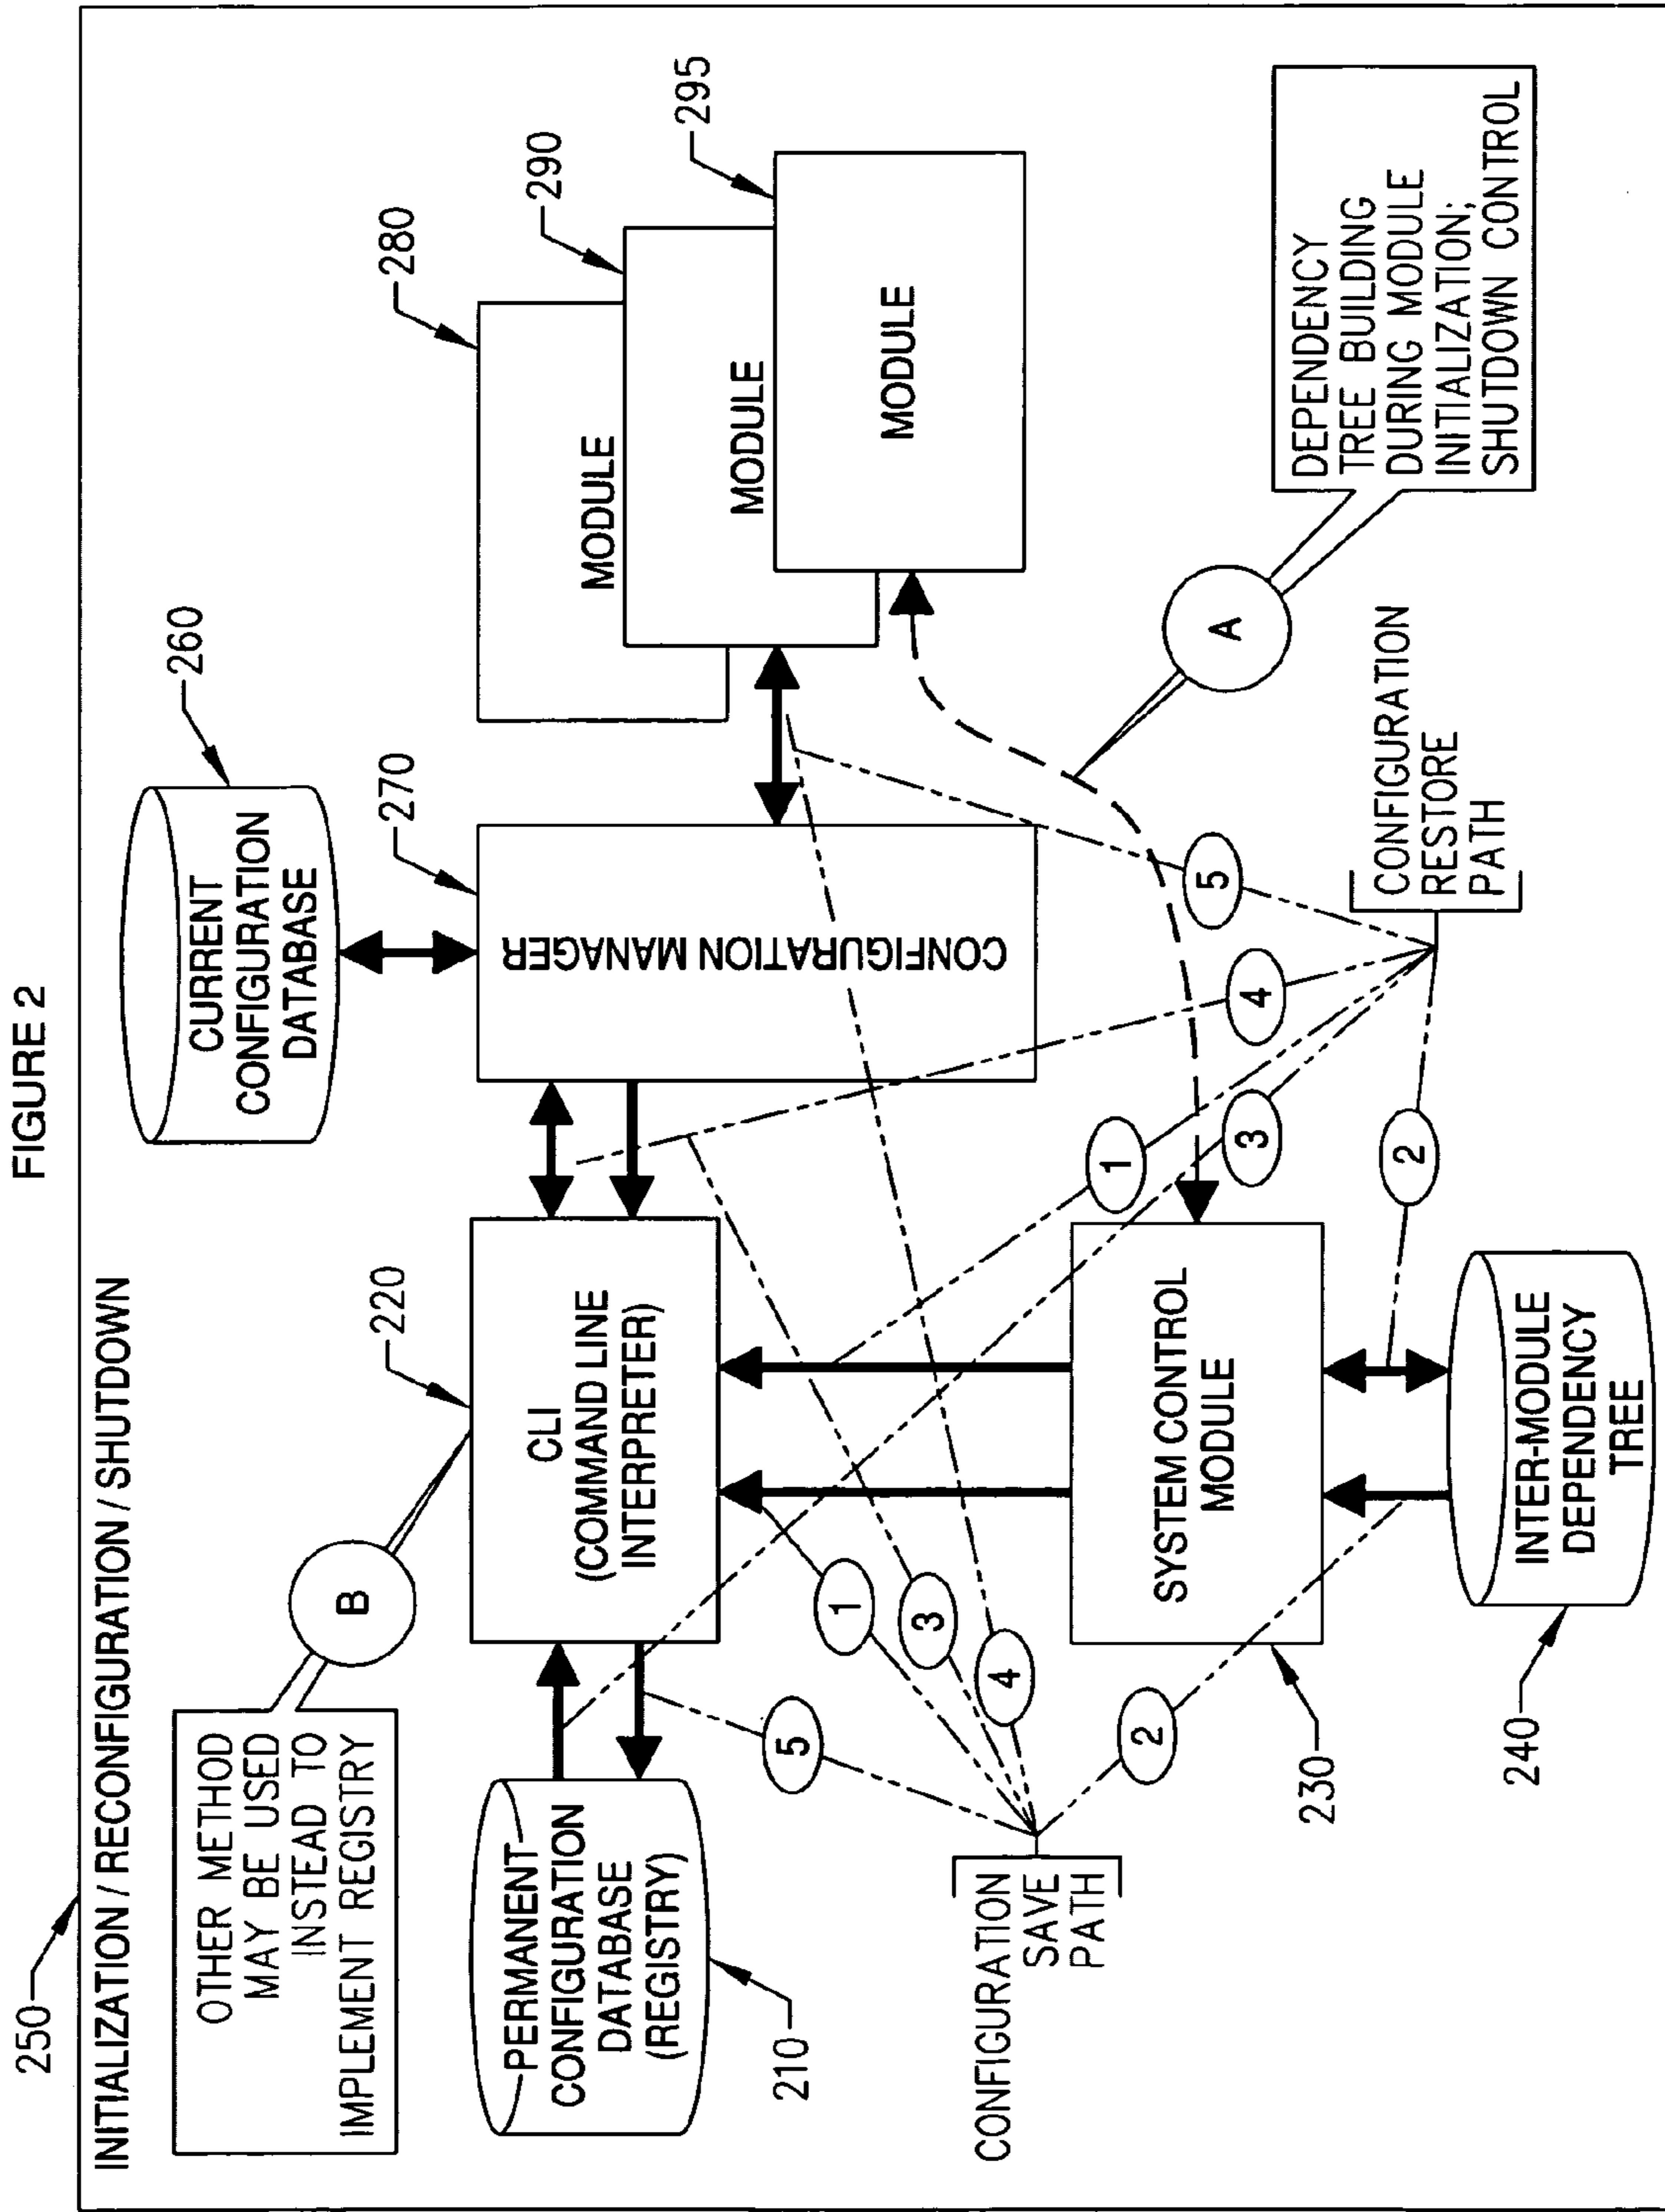 FIGURE 2
250
INITIALIZATION / RECONFIGURATION / SHUTDOWN
OTHER METHOD
MAY BE USED
INSTEAD TO
IMPLEMENT REGISTRY
B
220
CURRENT
CONFIGURATION
DATABASE
260
PERMANENT
CONFIGURATION
DATABASE
(REGISTRY)
210
CLI
(COMMAND LINE
INTERPRETER)
CONFIGURATION MANAGER
270
MODULE
280
MODULE
290
MODULE
295
5
1
3
4
2
CONFIGURATION
SAVE
PATH
SYSTEM CONTROL
MODULE
230
INTER-MODULE
DEPENDENCY
TREE
240
1
3
2
4
5
CONFIGURATION
RESTORE
PATH
A
DEPENDENCY
TREE BUILDING
DURING MODULE
INITIALIZATION;
SHUTDOWN CONTROL